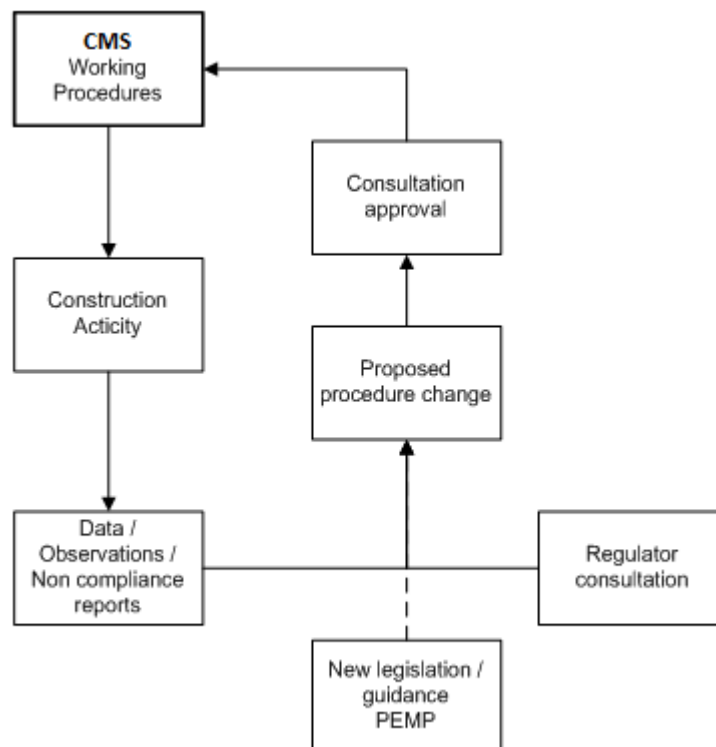 CMS
Working
Procedures
Consultation
approval
Construction
Acticity
Proposed
procedure change
Data /
Observations /
Non compliance
reports
Regulator
consultation
New legislation /
guidance
PEMP